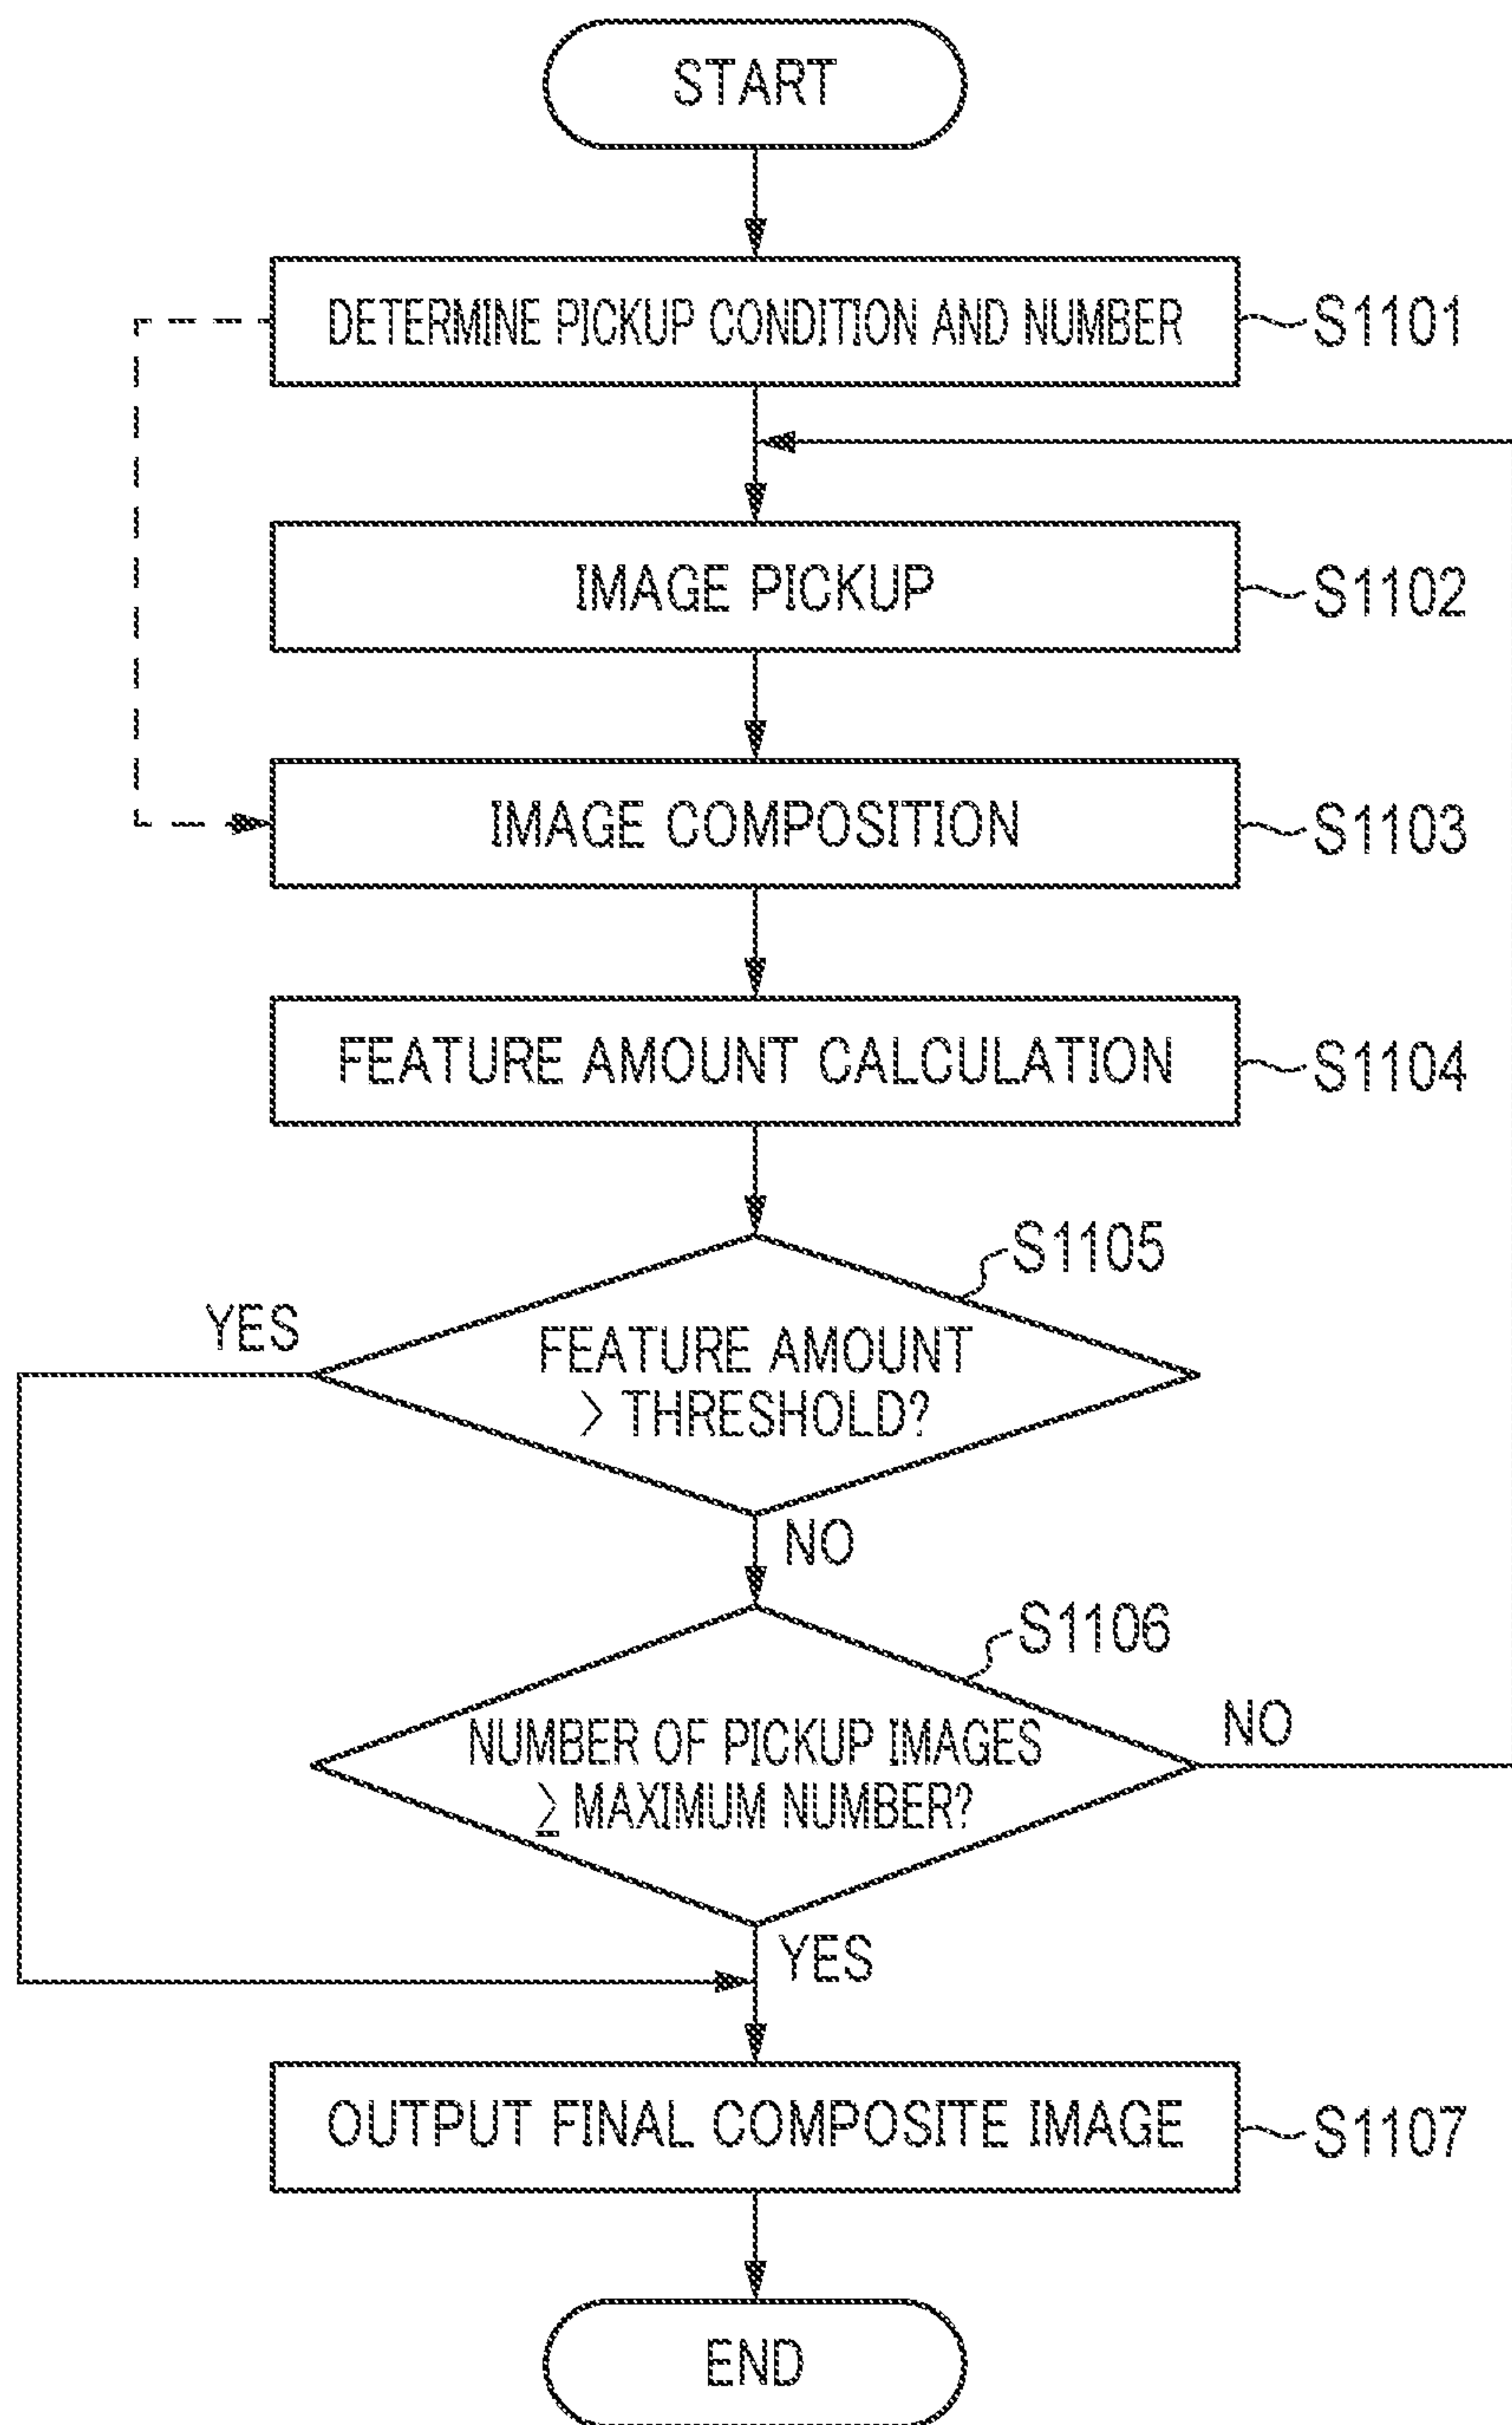 START
DETERMINE PICKUP CONDITION AND NUMBER
S1101
IMAGE PICKUP
S1102
IMAGE COMPOSITION
S1103
FEATURE AMOUNT CALCULATION
S1104
S1105
YES
FEATURE AMOUNT
> THRESHOLD?
NO
S1106
NUMBER OF PICKUP IMAGES
≥ MAXIMUM NUMBER?
NO
YES
OUTPUT FINAL COMPOSITE IMAGE
S1107
END